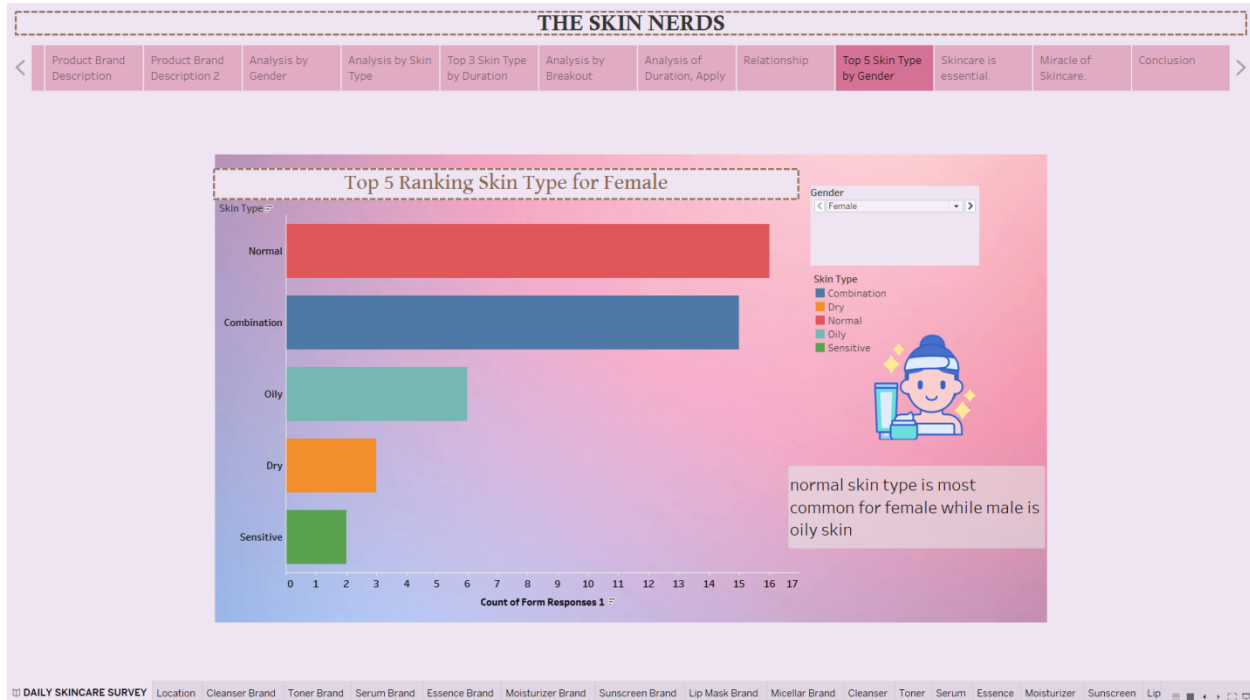 THE SKIN NERDS
Product Brand
Description
Product Brand
Description 2
Analysis by
Gender
Analysis by Skin
Type
Top 3 Skin Type
by Duration
Analysis by
Breakout
Analysis of
Duration, Apply
Relationship
Top 5 Skin Type
by Gender
Skincare is
essential.
Miracle of
Skincare.
Conclusion
Top 5 Ranking Skin Type for Female
Skin Type
Normal
Combination
Oily
Dry
Sensitive
0 1 2 3 4 5 6 7 8 9 10 11 12 13 14 15 16 17
Count of Form Responses 1
Gender
Female
Skin Type
Combination
Dry
Normal
Oily
Sensitive
normal skin type is most
common for female while male is
oily skin
DAILY SKINCARE SURVEY Location Cleanser Brand Toner Brand Serum Brand Essence Brand Moisturizer Brand Sunscreen Brand Lip Mask Brand Micellar Brand Cleanser Toner Serum Essence Moisturizer Sunscreen Lip